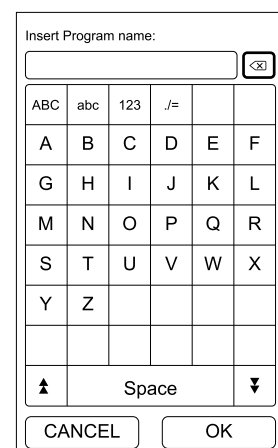 Insert Program name:
ABC abc 123 ./=
A B C D E F
G H I J K L
M N O P Q R
S T U V W X
Y Z
Space
CANCEL OK